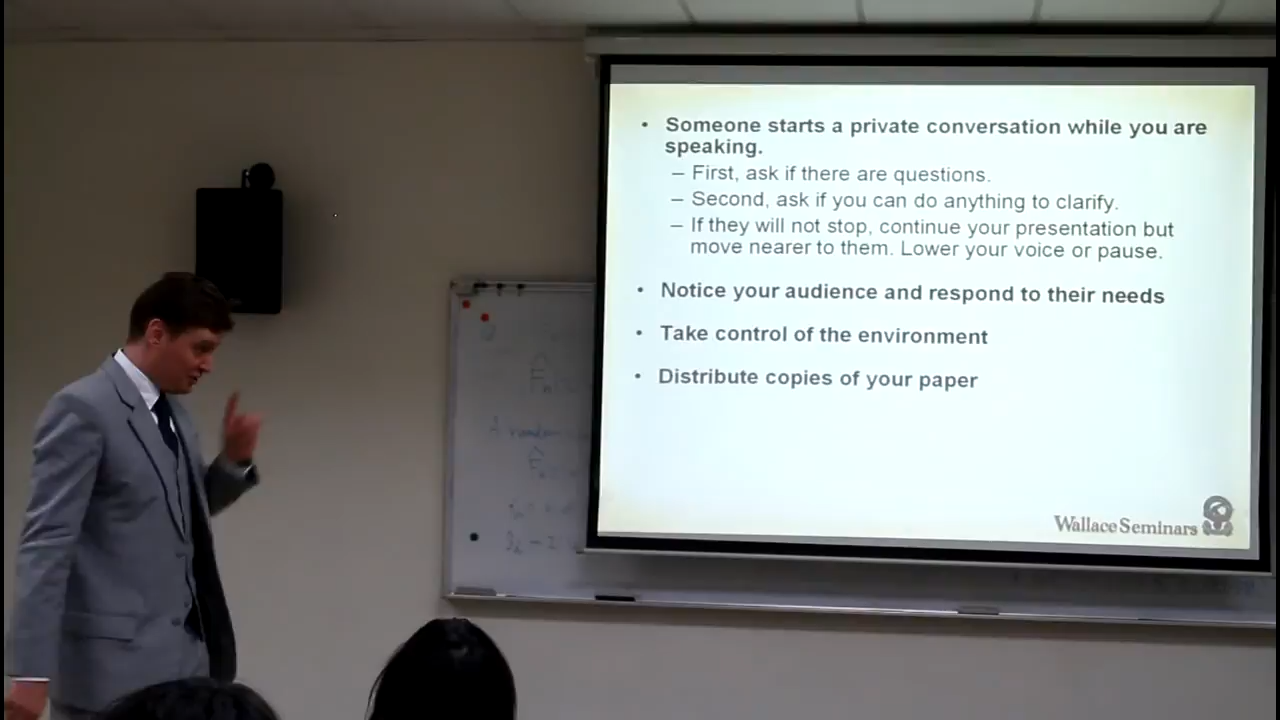 • Someone starts a private conversation while you are
speaking.
– First, ask if there are questions.
– Second, ask if you can do anything to clarify.
– If they will not stop, continue your presentation but
move nearer to them. Lower your voice or pause.
• Notice your audience and respond to their needs
• Take control of the environment
• Distribute copies of your paper
Wallace Seminars
A random